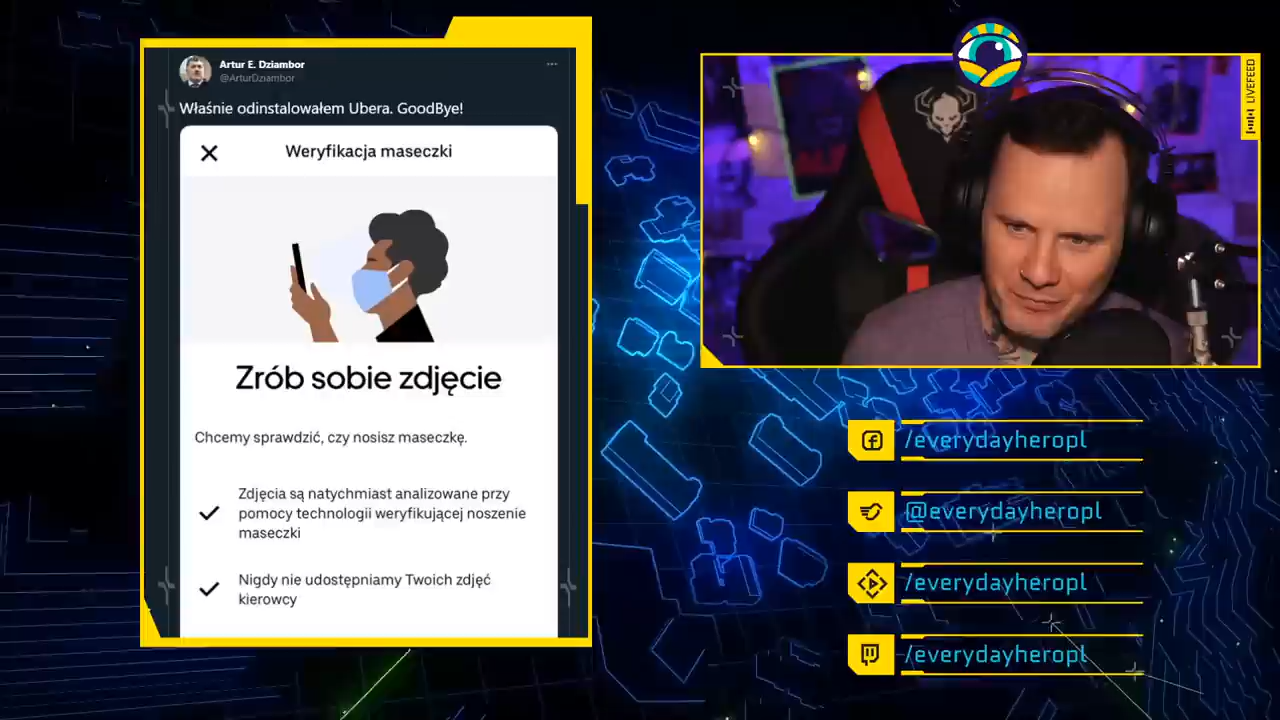 Artur E. Dziambor
@ArturDziambor
Właśnie odinstalowałem Ubera. GoodBye!
Weryfikacja maseczki
Zrób sobie zdjęcie
Chcemy sprawdzić, czy nosisz maseczkę.
Zdjęcia są natychmiast analizowane przy
pomocy technologii weryfikującej noszenie
maseczki
Nigdy nie udostępniamy Twoich zdjęć
kierowcy
LIVEFEED
/everydayheropl
@everydayheropl
/everydayheropl
/everydayheropl